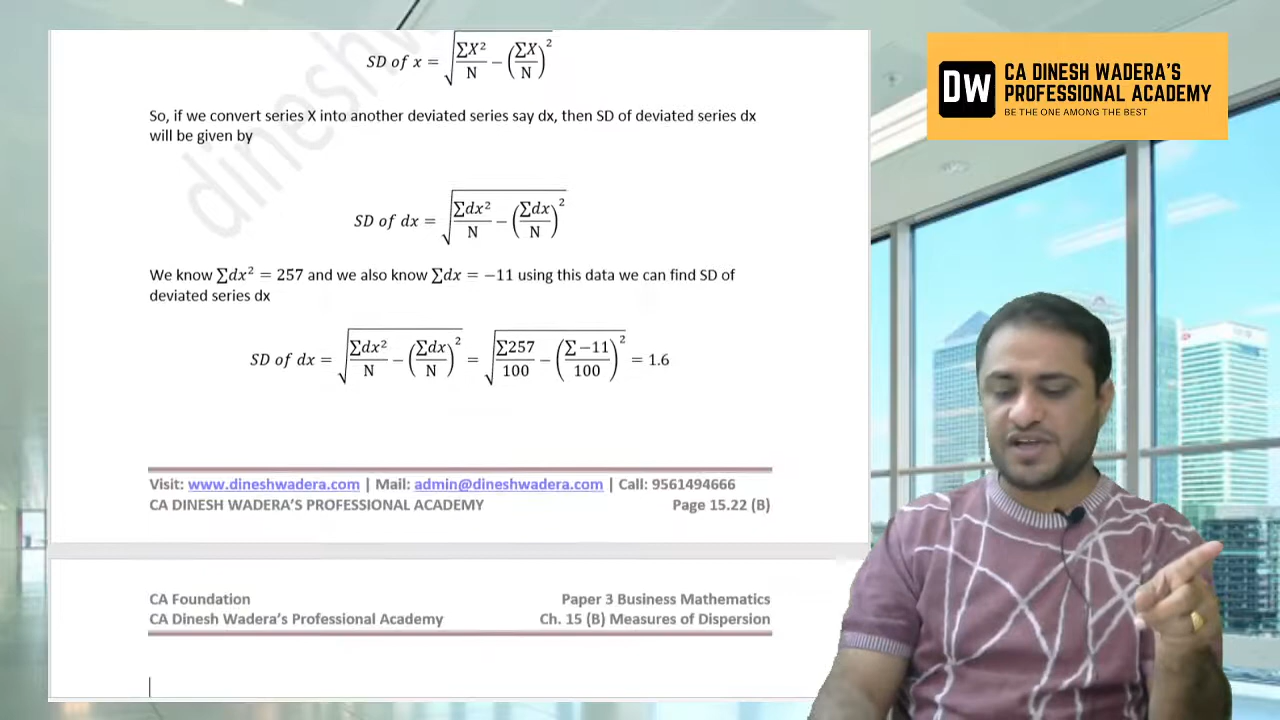 SD of x = √(ΣX²/N − (ΣX/N)²)
So, if we convert series X into another deviated series say dx, then SD of deviated series dx
will be given by
SD of dx = √(Σdx²/N − (Σdx/N)²)
We know Σdx² = 257 and we also know Σdx = −11 using this data we can find SD of
deviated series dx
SD of dx = √(Σdx²/N − (Σdx/N)²) = √(Σ257/100 − (Σ−11/100)²) = 1.6
Visit: www.dineshwadera.com | Mail: admin@dineshwadera.com | Call: 9561494666
CA DINESH WADERA'S PROFESSIONAL ACADEMY Page 15.22 (B)
CA Foundation Paper 3 Business Mathematics
CA Dinesh Wadera's Professional Academy Ch. 15 (B) Measures of Dispersion
DW
CA DINESH WADERA'S
PROFESSIONAL ACADEMY
BE THE ONE AMONG THE BEST